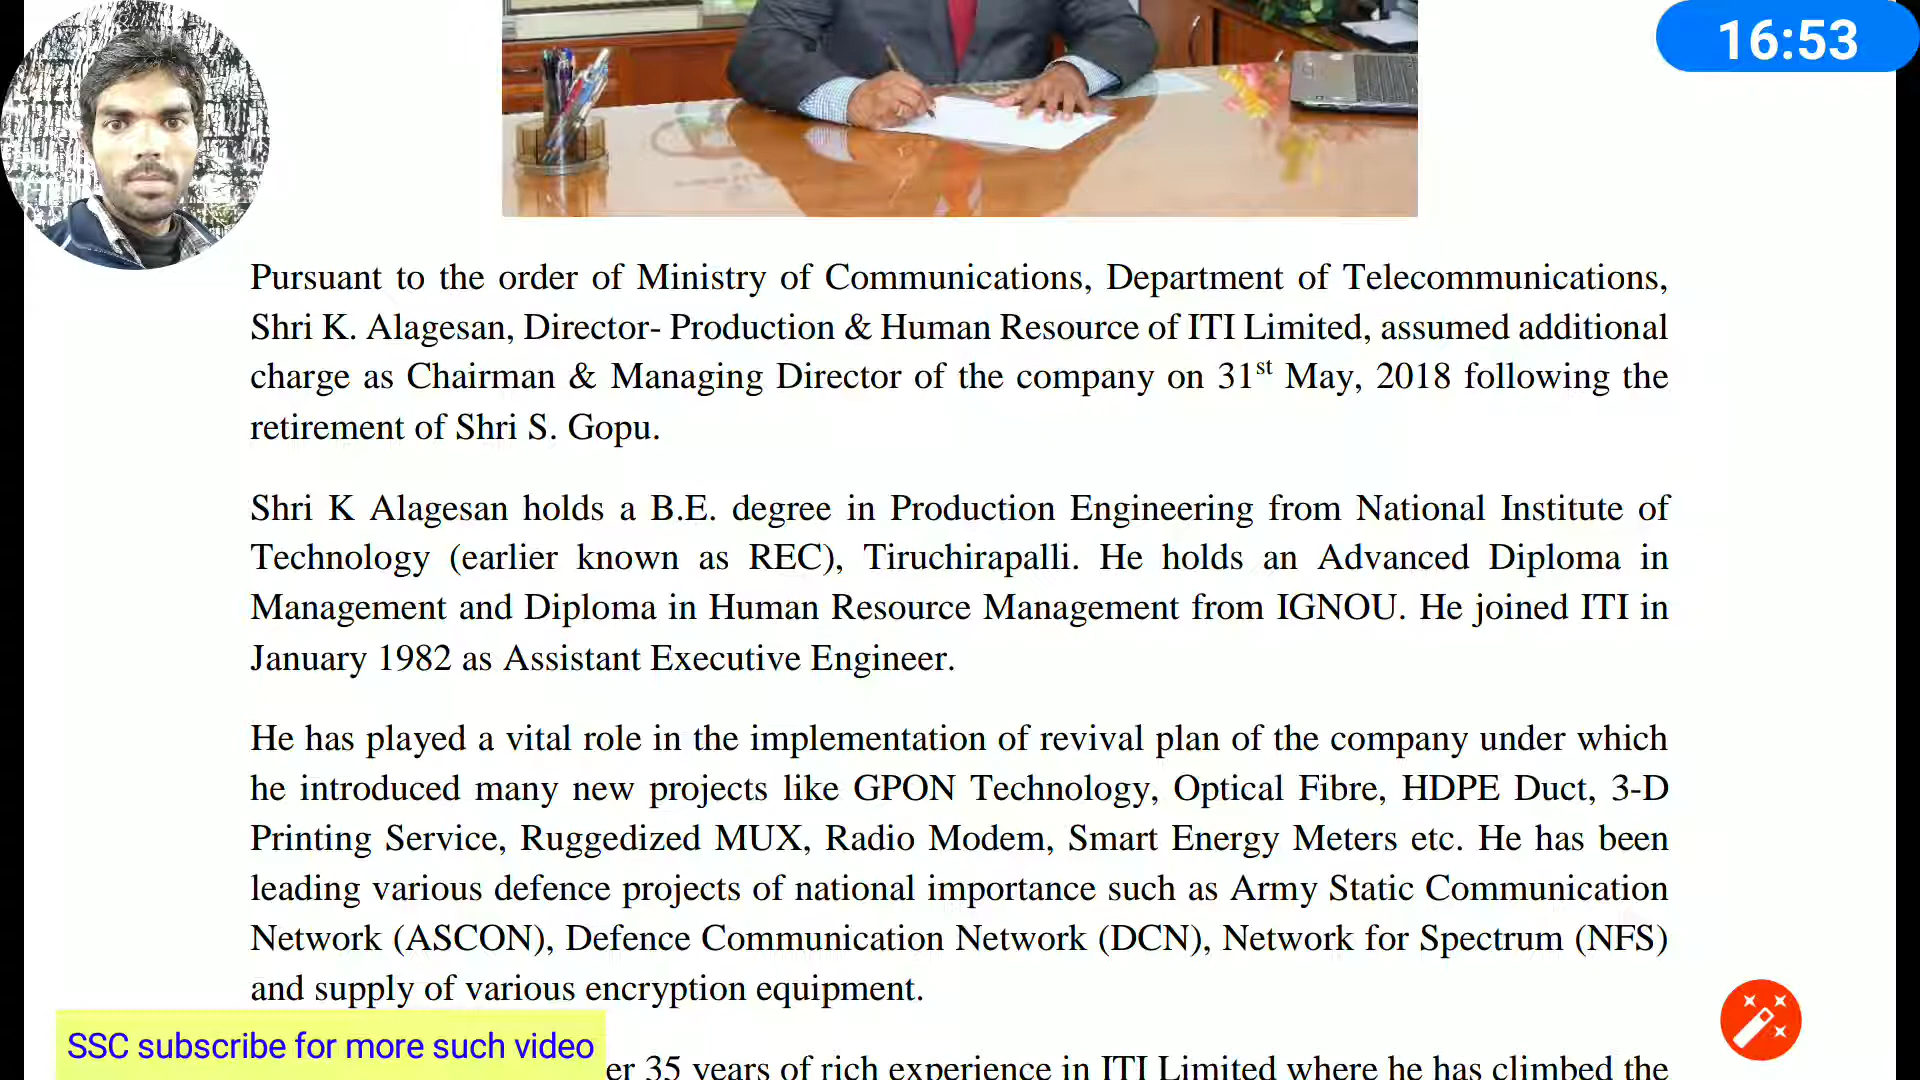 16:53
Pursuant to the order of Ministry of Communications, Department of Telecommunications,
Shri K. Alagesan, Director- Production & Human Resource of ITI Limited, assumed additional
charge as Chairman & Managing Director of the company on 31st May, 2018 following the
retirement of Shri S. Gopu.
Shri K Alagesan holds a B.E. degree in Production Engineering from National Institute of
Technology (earlier known as REC), Tiruchirapalli. He holds an Advanced Diploma in
Management and Diploma in Human Resource Management from IGNOU. He joined ITI in
January 1982 as Assistant Executive Engineer.
He has played a vital role in the implementation of revival plan of the company under which
he introduced many new projects like GPON Technology, Optical Fibre, HDPE Duct, 3-D
Printing Service, Ruggedized MUX, Radio Modem, Smart Energy Meters etc. He has been
leading various defence projects of national importance such as Army Static Communication
Network (ASCON), Defence Communication Network (DCN), Network for Spectrum (NFS)
and supply of various encryption equipment.
SSC subscribe for more such video
er 35 years of rich experience in ITI Limited where he has climbed the